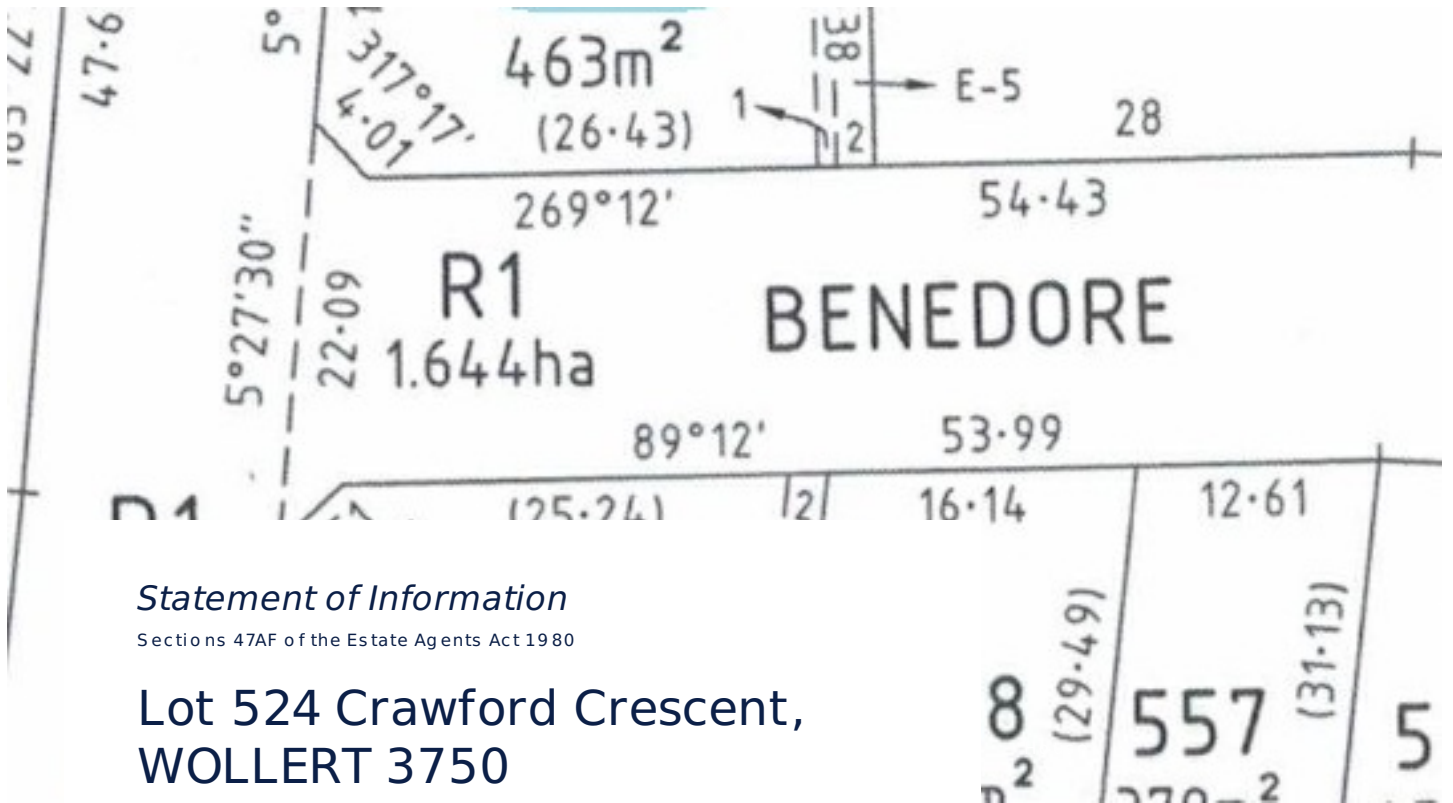 47·6
5°
317°17'
4·01
463m²
(26·43)
38
1
2
E-5
28
269°12'
54·43
5°27'30"
22·09
R1
1.644ha
BENEDORE
89°12'
53·99
R1
(25·24)
2
16·14
12·61
(29·49)
(31·13)
8
557
5
Statement of Information
Sections 47AF of the Estate Agents Act 1980
Lot 524 Crawford Crescent,
WOLLERT 3750